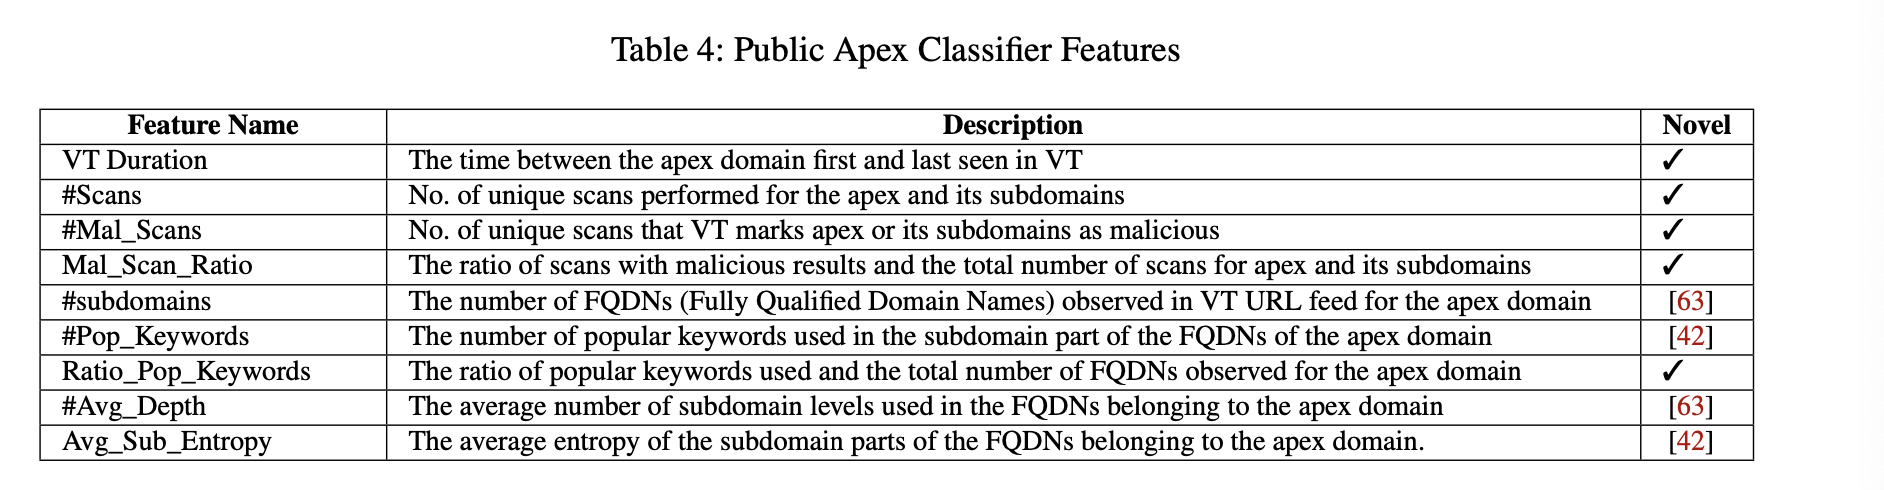 Table 4: Public Apex Classifier Features
Feature Name Description Novel
VT Duration The time between the apex domain first and last seen in VT ✓
#Scans No. of unique scans performed for the apex and its subdomains ✓
#Mal_Scans No. of unique scans that VT marks apex or its subdomains as malicious ✓
Mal_Scan_Ratio The ratio of scans with malicious results and the total number of scans for apex and its subdomains ✓
#subdomains The number of FQDNs (Fully Qualified Domain Names) observed in VT URL feed for the apex domain [63]
#Pop_Keywords The number of popular keywords used in the subdomain part of the FQDNs of the apex domain [42]
Ratio_Pop_Keywords The ratio of popular keywords used and the total number of FQDNs observed for the apex domain ✓
#Avg_Depth The average number of subdomain levels used in the FQDNs belonging to the apex domain [63]
Avg_Sub_Entropy The average entropy of the subdomain parts of the FQDNs belonging to the apex domain. [42]